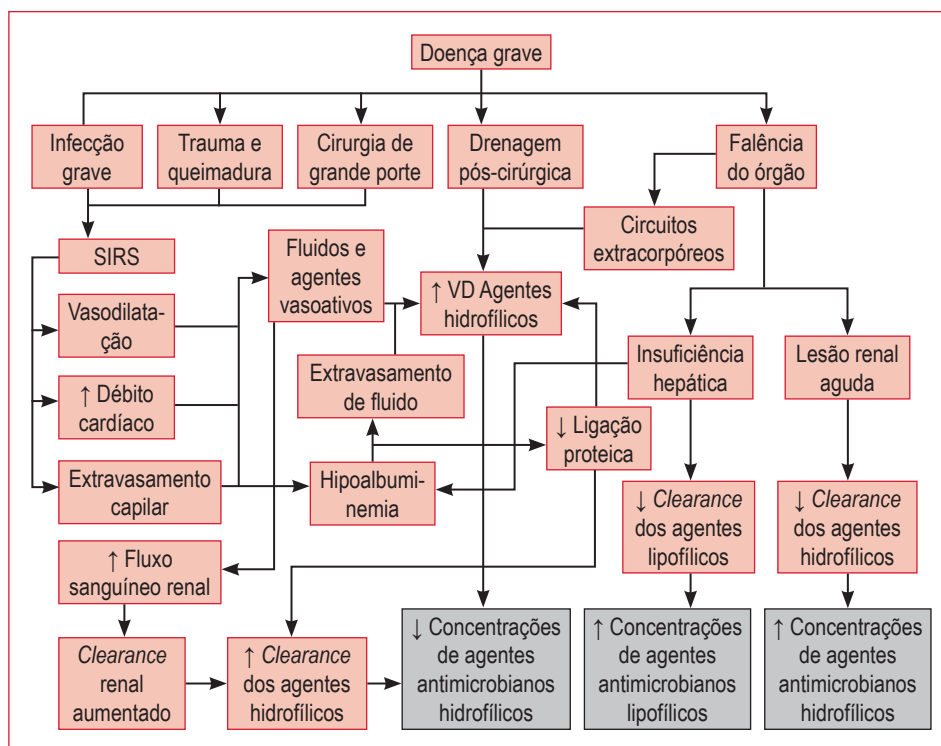 Doença grave
Infecção
grave
Trauma e
queimadura
Cirurgia de
grande porte
Drenagem
pós-cirúrgica
Falência
do órgão
Circuitos
extracorpóreos
SIRS
Fluidos e
agentes
vasoativos
↑ VD Agentes
hidrofílicos
Vasodilata-
ção
Insuficiência
hepática
Lesão renal
aguda
Extravasamento
de fluido
↑ Débito
cardíaco
↓ Ligação
proteica
Extravasamento
capilar
Hipoalbumi-
nemia
↓ Clearance
dos agentes
lipofílicos
↓ Clearance
dos agentes
hidrofílicos
↑ Fluxo
sanguíneo renal
Clearance
renal
aumentado
↑ Clearance
dos agentes
hidrofílicos
↓ Concentrações
de agentes
antimicrobianos
hidrofílicos
↑ Concentrações
de agentes
antimicrobianos
lipofílicos
↑ Concentrações
de agentes
antimicrobianos
hidrofílicos